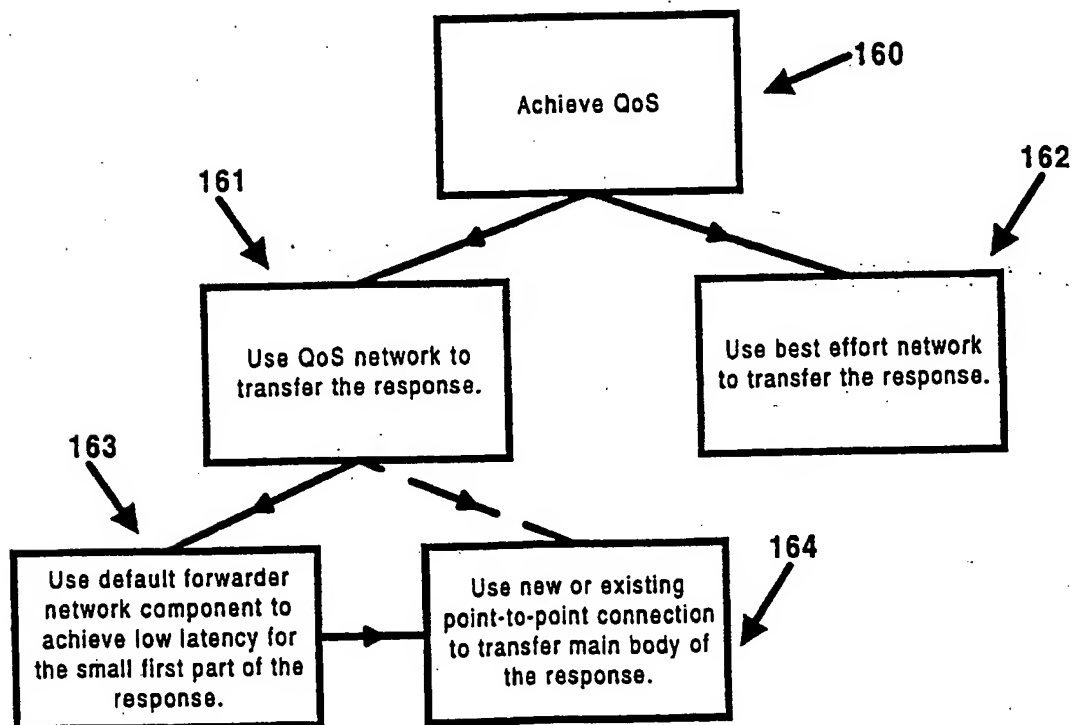 160
Achieve QoS
161
162
Use QoS network to
transfer the response.
Use best effort network
to transfer the response.
163
164
Use default forwarder
network component to
achieve low latency for
the small first part of the
response.
Use new or existing
point-to-point connection
to transfer main body of
the response.